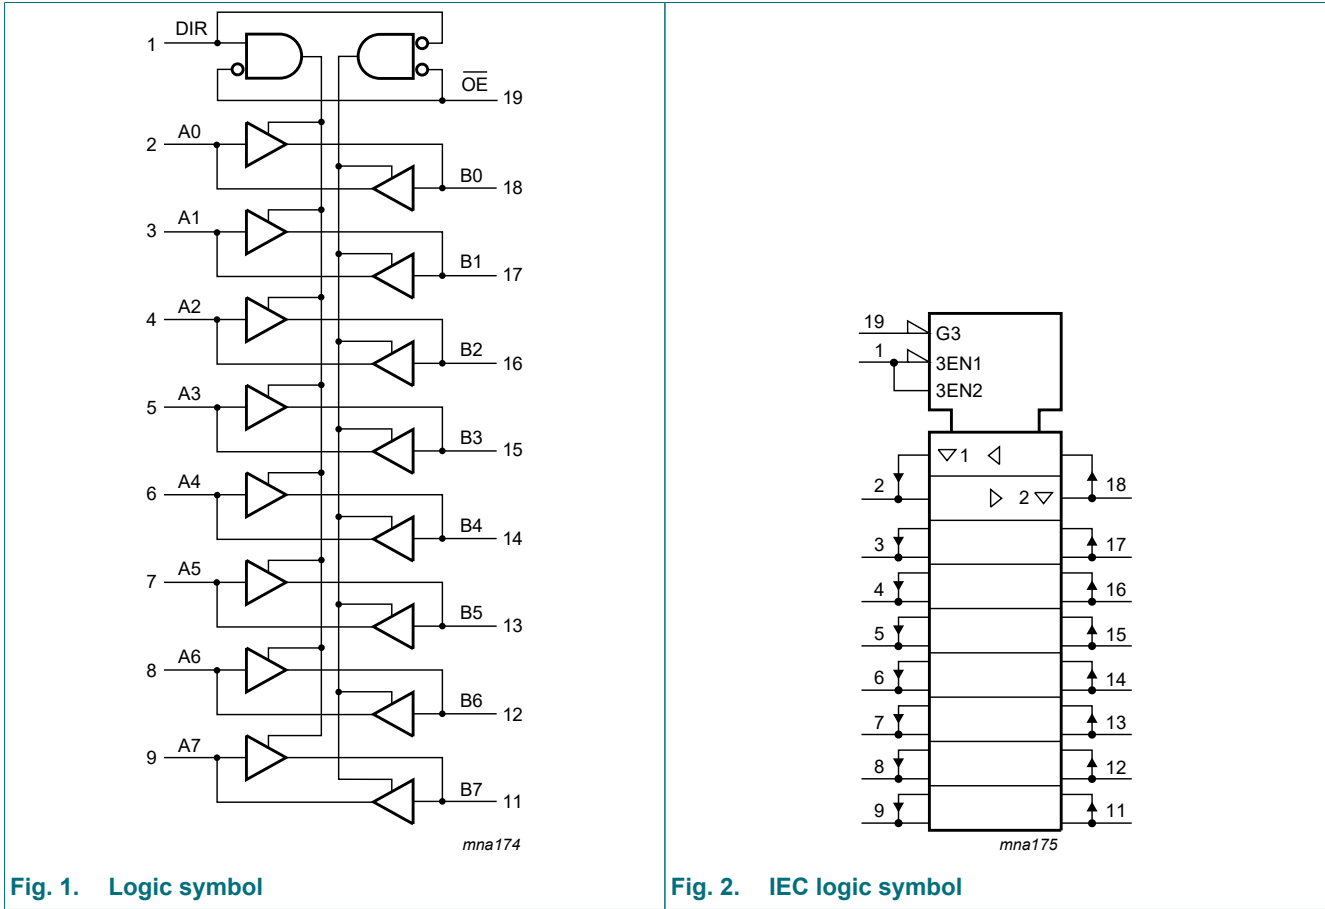 DIR
1
OE
19
A0
2
B0
18
A1
3
B1
17
A2
4
B2
16
A3
5
B3
15
A4
6
B4
14
A5
7
B5
13
A6
8
B6
12
A7
9
B7
11
mna174
Fig. 1. Logic symbol
19
G3
1
3EN1
3EN2
1
2
18
2
3
17
4
16
5
15
6
14
7
13
8
12
9
11
mna175
Fig. 2. IEC logic symbol